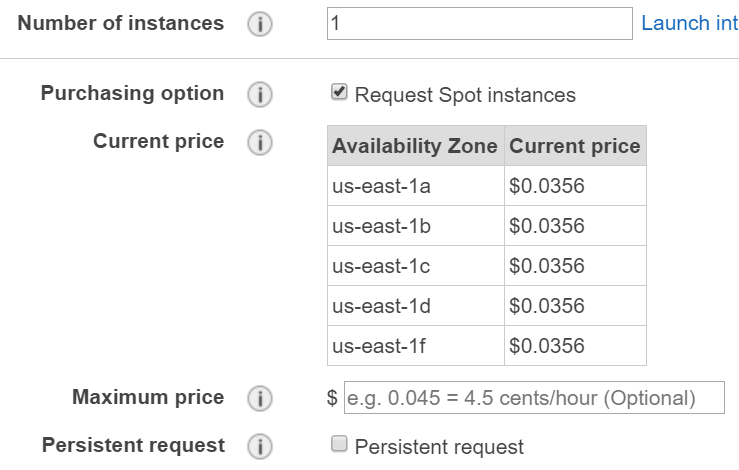 Number of instances 1 Launch int
Purchasing option Request Spot instances
Current price
Availability Zone Current price
us-east-1a $0.0356
us-east-1b $0.0356
us-east-1c $0.0356
us-east-1d $0.0356
us-east-1f $0.0356
Maximum price $ e.g. 0.045 = 4.5 cents/hour (Optional)
Persistent request Persistent request